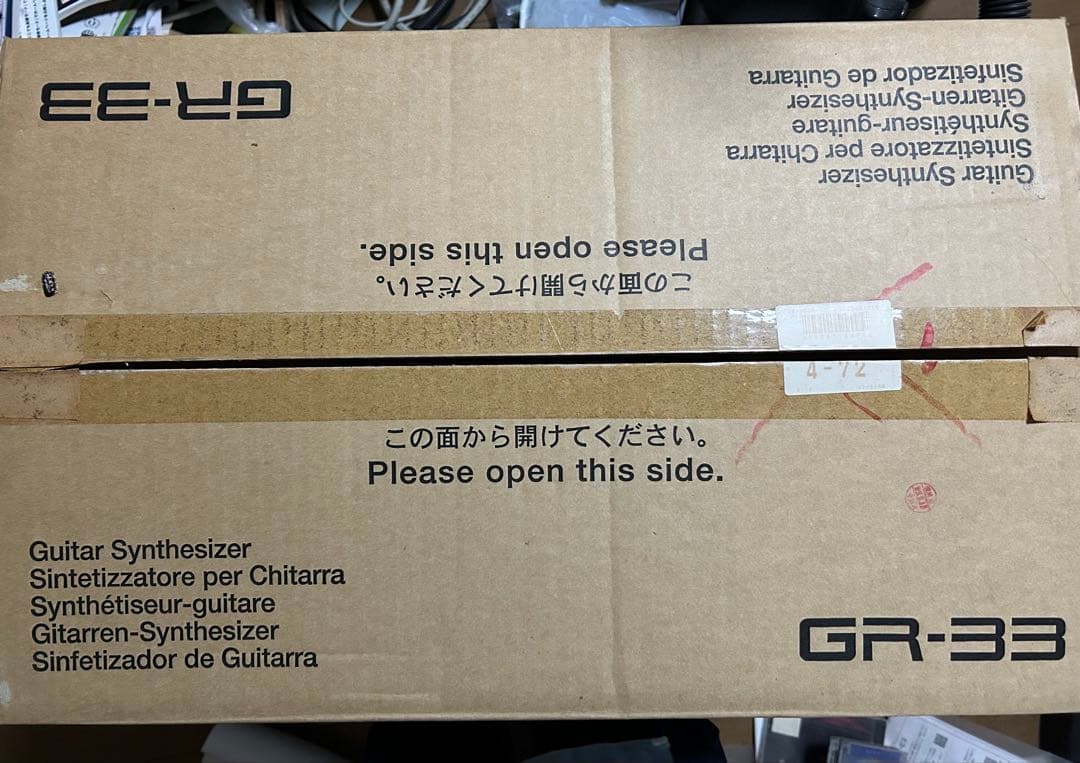 GR-33
Guitar Synthesizer
Sintetizzatore per Chitarra
Synthétiseur-guitare
Gitarren-Synthesizer
Sinfetizador de Guitarra
Please open this side.
この面から開けてください。
4-72
この面から開けてください。
Please open this side.
Guitar Synthesizer
Sintetizzatore per Chitarra
Synthétiseur-guitare
Gitarren-Synthesizer
Sinfetizador de Guitarra
GR-33